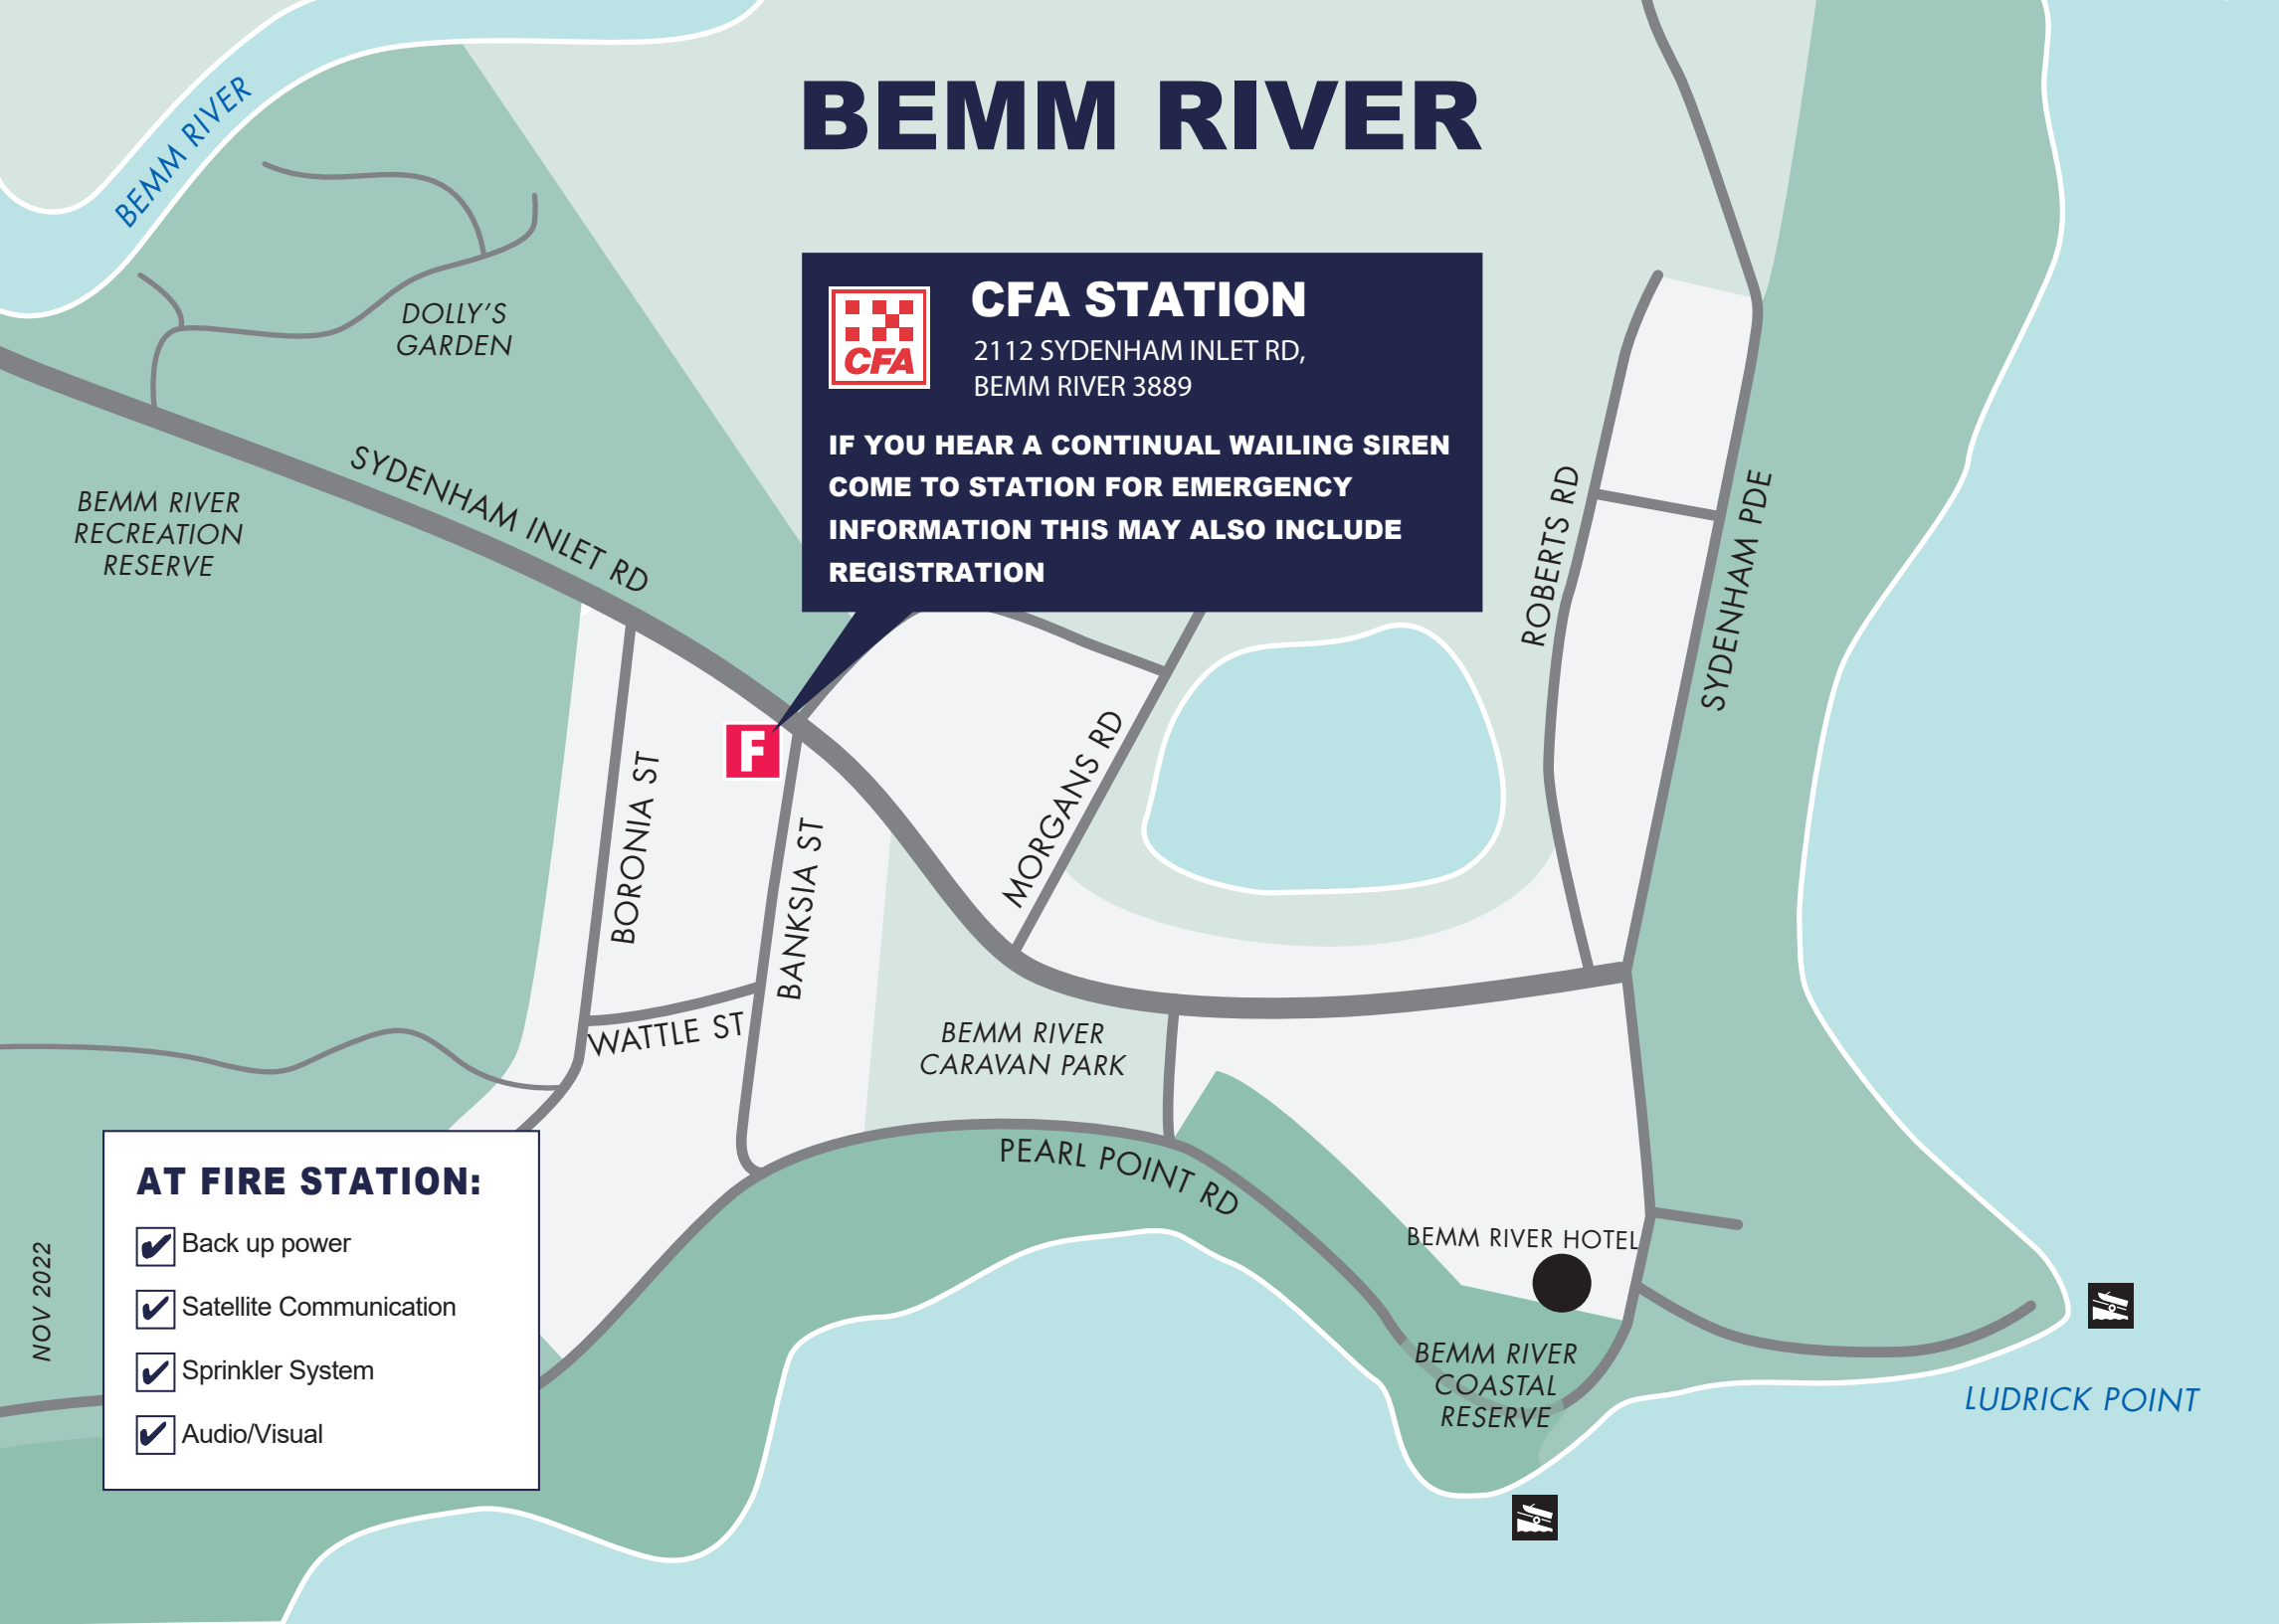 BEMM RIVER
BEMM RIVER
DOLLY'S
GARDEN
CFA
CFA STATION
2112 SYDENHAM INLET RD,
BEMM RIVER 3889
IF YOU HEAR A CONTINUAL WAILING SIREN
COME TO STATION FOR EMERGENCY
INFORMATION THIS MAY ALSO INCLUDE
REGISTRATION
SYDENHAM INLET RD
BEMM RIVER
RECREATION
RESERVE
ROBERTS RD
SYDENHAM PDE
F
BORONIA ST
BANKSIA ST
MORGANS RD
WATTLE ST
BEMM RIVER
CARAVAN PARK
PEARL POINT RD
BEMM RIVER HOTEL
BEMM RIVER
COASTAL
RESERVE
LUDRICK POINT
AT FIRE STATION:
Back up power
Satellite Communication
Sprinkler System
Audio/Visual
NOV 2022